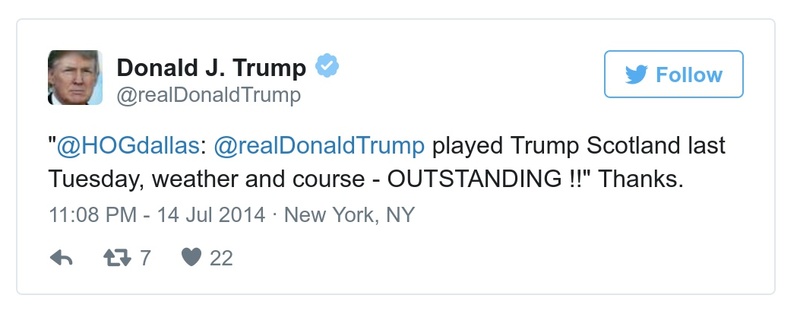 Donald J. Trump
@realDonaldTrump
Follow
"@HOGdallas: @realDonaldTrump played Trump Scotland last
Tuesday, weather and course - OUTSTANDING !!" Thanks.
11:08 PM - 14 Jul 2014 · New York, NY
7 22